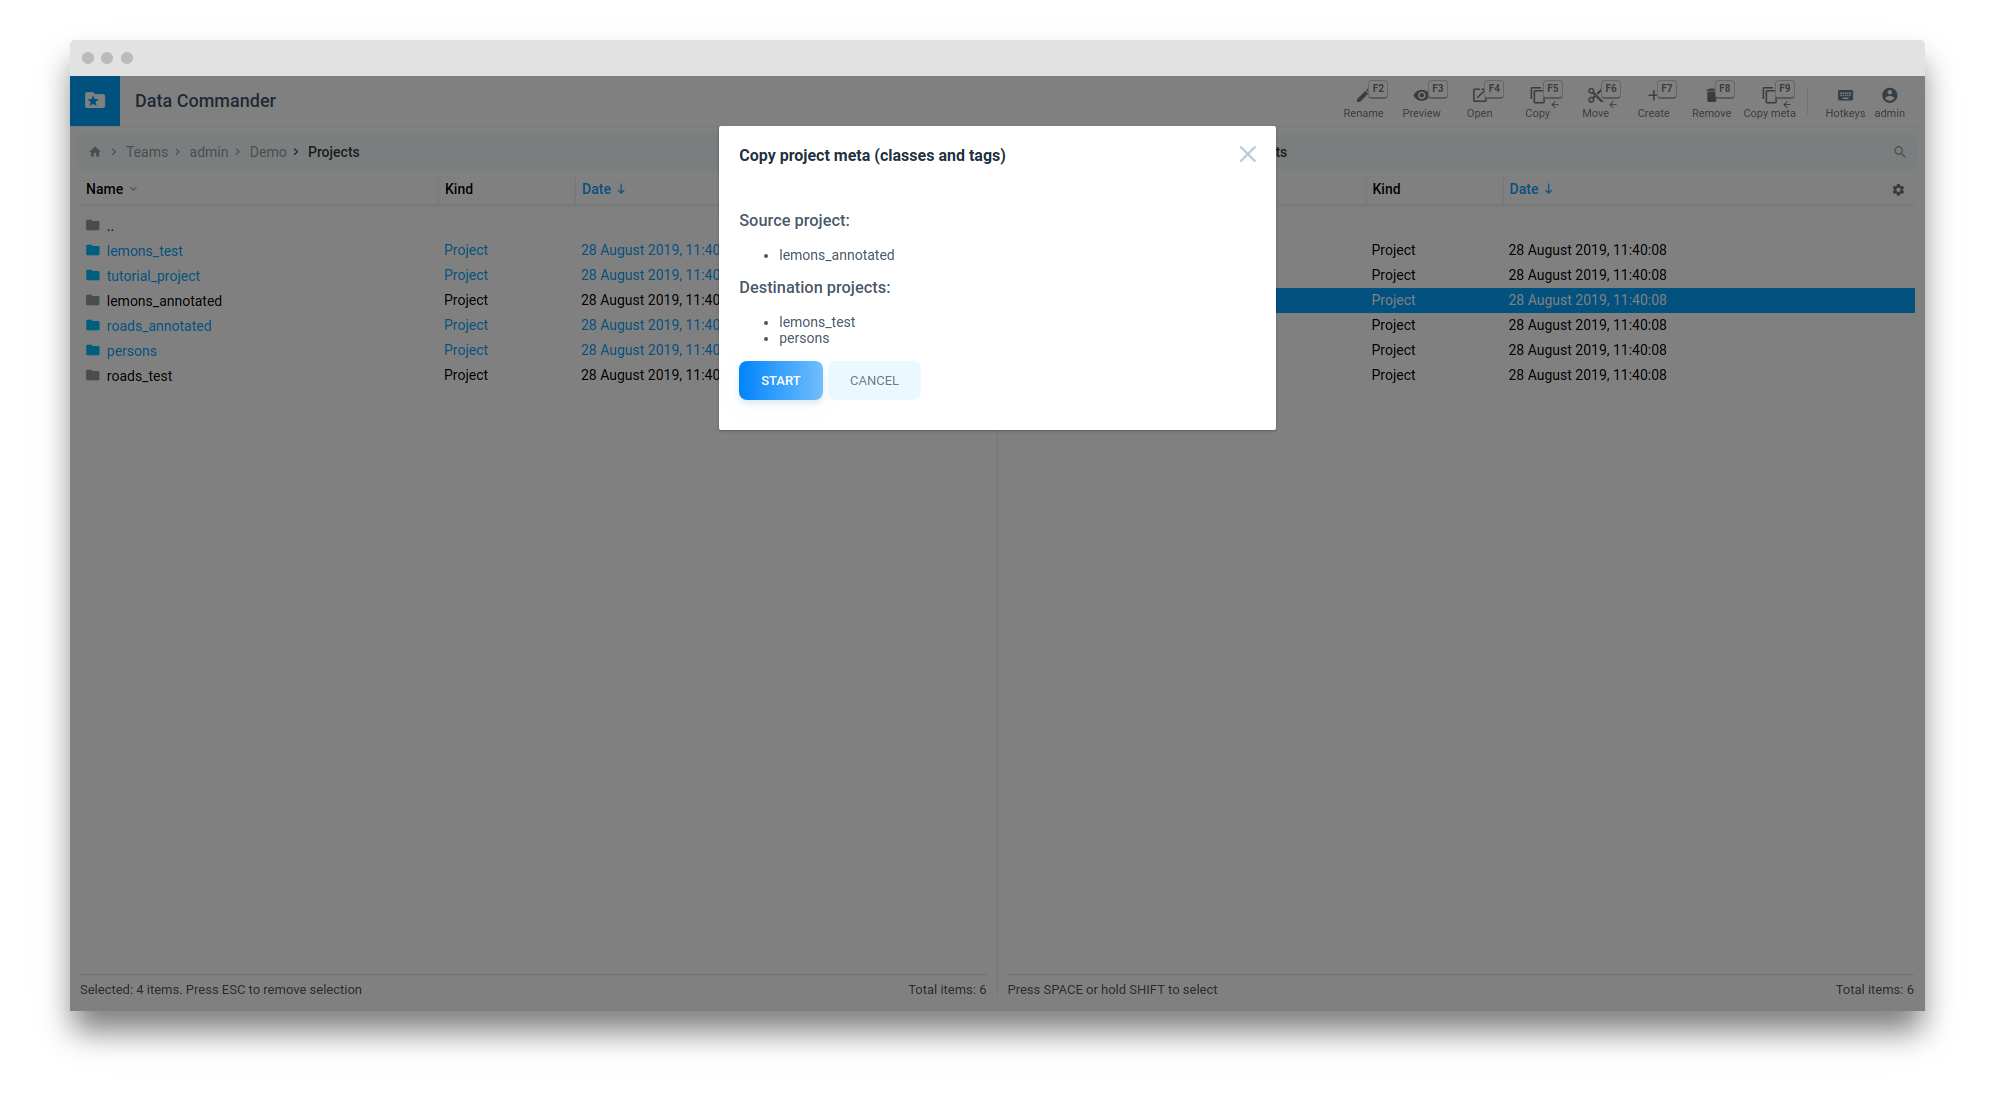 Data Commander
F2 F3 F4 F5 F6 F7 F8 F9
Rename Preview Open Copy Move Create Remove Copy meta Hotkeys admin
Teams admin Demo Projects
ts
Name Kind Date
Kind Date
..
lemons_test Project 28 August 2019, 11:40
Project 28 August 2019, 11:40:08
tutorial_project Project 28 August 2019, 11:40
Project 28 August 2019, 11:40:08
lemons_annotated Project 28 August 2019, 11:40
Project 28 August 2019, 11:40:08
roads_annotated Project 28 August 2019, 11:40
Project 28 August 2019, 11:40:08
persons Project 28 August 2019, 11:40
Project 28 August 2019, 11:40:08
roads_test Project 28 August 2019, 11:40
Project 28 August 2019, 11:40:08
Copy project meta (classes and tags)
Source project:
lemons_annotated
Destination projects:
lemons_test
persons
START CANCEL
Selected: 4 items. Press ESC to remove selection Total items: 6
Press SPACE or hold SHIFT to select Total items: 6